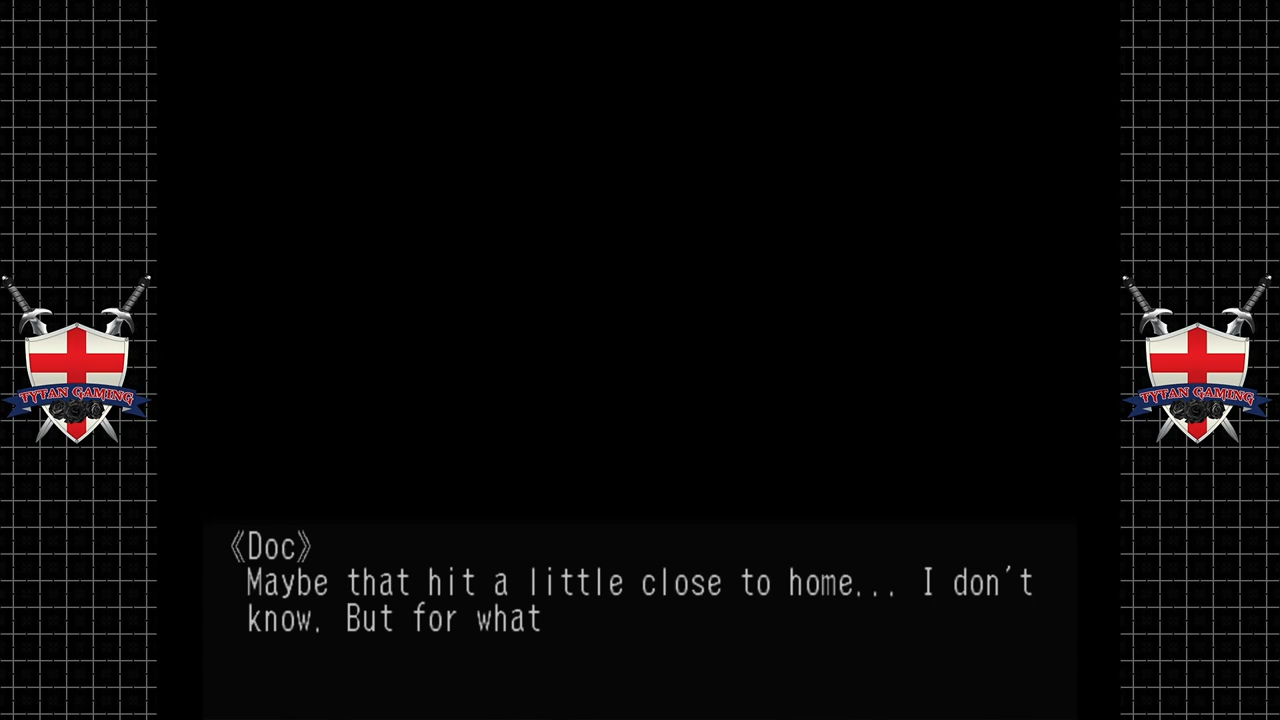 TYTAN GAMING
TYTAN GAMING
《Doc》
Maybe that hit a little close to home... I don't
know. But for what